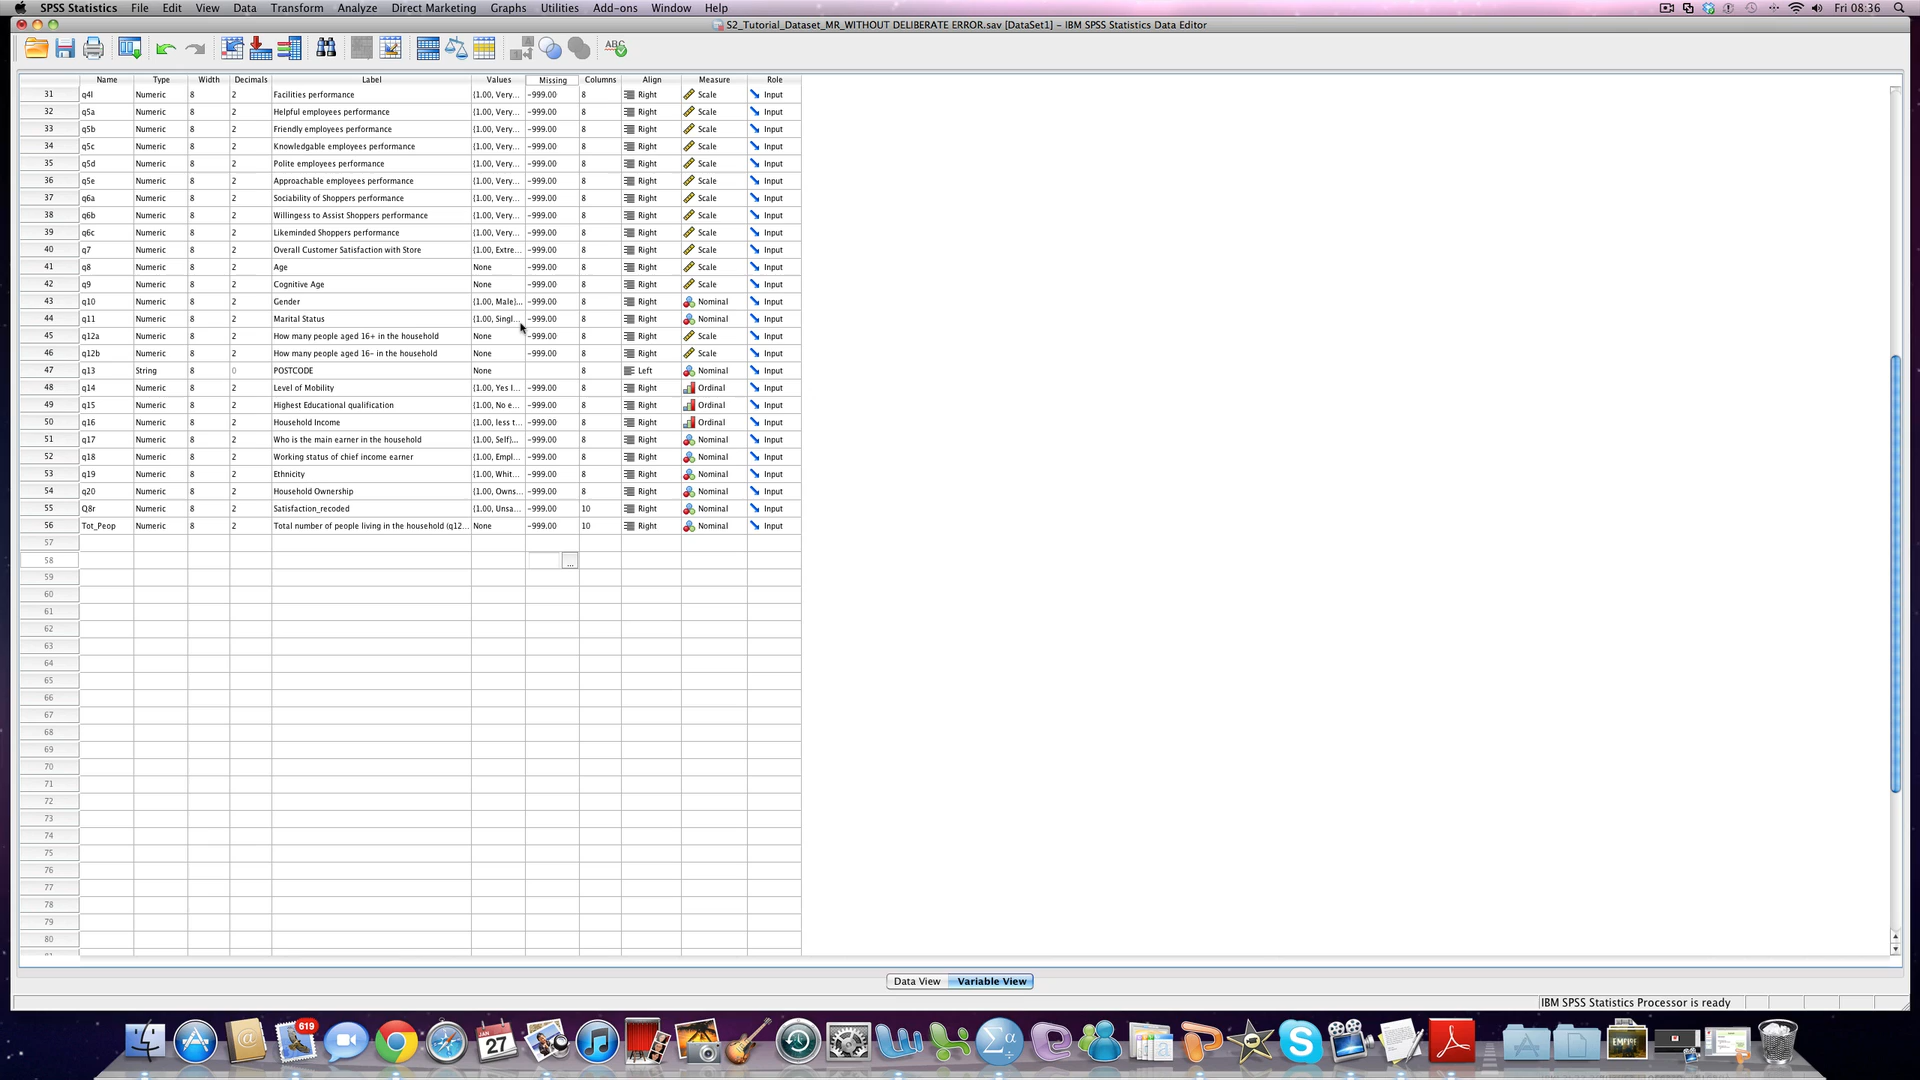 SPSS Statistics File Edit View Data Transform Analyze Direct Marketing Graphs Utilities Add-ons Window Help Fri 08:36
S2_Tutorial_Dataset_MR_WITHOUT DELIBERATE ERROR.sav [DataSet1] – IBM SPSS Statistics Data Editor
Name Type Width Decimals Label Values Missing Columns Align Measure Role
31 q4l Numeric 8 2 Facilities performance {1.00, Very... -999.00 8 Right Scale Input
32 q5a Numeric 8 2 Helpful employees performance {1.00, Very... -999.00 8 Right Scale Input
33 q5b Numeric 8 2 Friendly employees performance {1.00, Very... -999.00 8 Right Scale Input
34 q5c Numeric 8 2 Knowledgable employees performance {1.00, Very... -999.00 8 Right Scale Input
35 q5d Numeric 8 2 Polite employees performance {1.00, Very... -999.00 8 Right Scale Input
36 q5e Numeric 8 2 Approachable employees performance {1.00, Very... -999.00 8 Right Scale Input
37 q6a Numeric 8 2 Sociability of Shoppers performance {1.00, Very... -999.00 8 Right Scale Input
38 q6b Numeric 8 2 Willingess to Assist Shoppers performance {1.00, Very... -999.00 8 Right Scale Input
39 q6c Numeric 8 2 Likeminded Shoppers performance {1.00, Very... -999.00 8 Right Scale Input
40 q7 Numeric 8 2 Overall Customer Satisfaction with Store {1.00, Extre... -999.00 8 Right Scale Input
41 q8 Numeric 8 2 Age None -999.00 8 Right Scale Input
42 q9 Numeric 8 2 Cognitive Age None -999.00 8 Right Scale Input
43 q10 Numeric 8 2 Gender {1.00, Male}... -999.00 8 Right Nominal Input
44 q11 Numeric 8 2 Marital Status {1.00, Singl... -999.00 8 Right Nominal Input
45 q12a Numeric 8 2 How many people aged 16+ in the household None -999.00 8 Right Scale Input
46 q12b Numeric 8 2 How many people aged 16- in the household None -999.00 8 Right Scale Input
47 q13 String 8 0 POSTCODE None 8 Left Nominal Input
48 q14 Numeric 8 2 Level of Mobility {1.00, Yes I... -999.00 8 Right Ordinal Input
49 q15 Numeric 8 2 Highest Educational qualification {1.00, No e... -999.00 8 Right Ordinal Input
50 q16 Numeric 8 2 Household Income {1.00, less t... -999.00 8 Right Ordinal Input
51 q17 Numeric 8 2 Who is the main earner in the household {1.00, Self}... -999.00 8 Right Nominal Input
52 q18 Numeric 8 2 Working status of chief income earner {1.00, Empl... -999.00 8 Right Nominal Input
53 q19 Numeric 8 2 Ethnicity {1.00, Whit... -999.00 8 Right Nominal Input
54 q20 Numeric 8 2 Household Ownership {1.00, Owns... -999.00 8 Right Nominal Input
55 Q8r Numeric 8 2 Satisfaction_recoded {1.00, Unsa... -999.00 10 Right Nominal Input
56 Tot_Peop Numeric 8 2 Total number of people living in the household (q12... None -999.00 10 Right Nominal Input
57
58 ...
59
60
61
62
63
64
65
66
67
68
69
70
71
72
73
74
75
76
77
78
79
80
Data View Variable View
IBM SPSS Statistics Processor is ready
619
JAN
27
EMPIRE